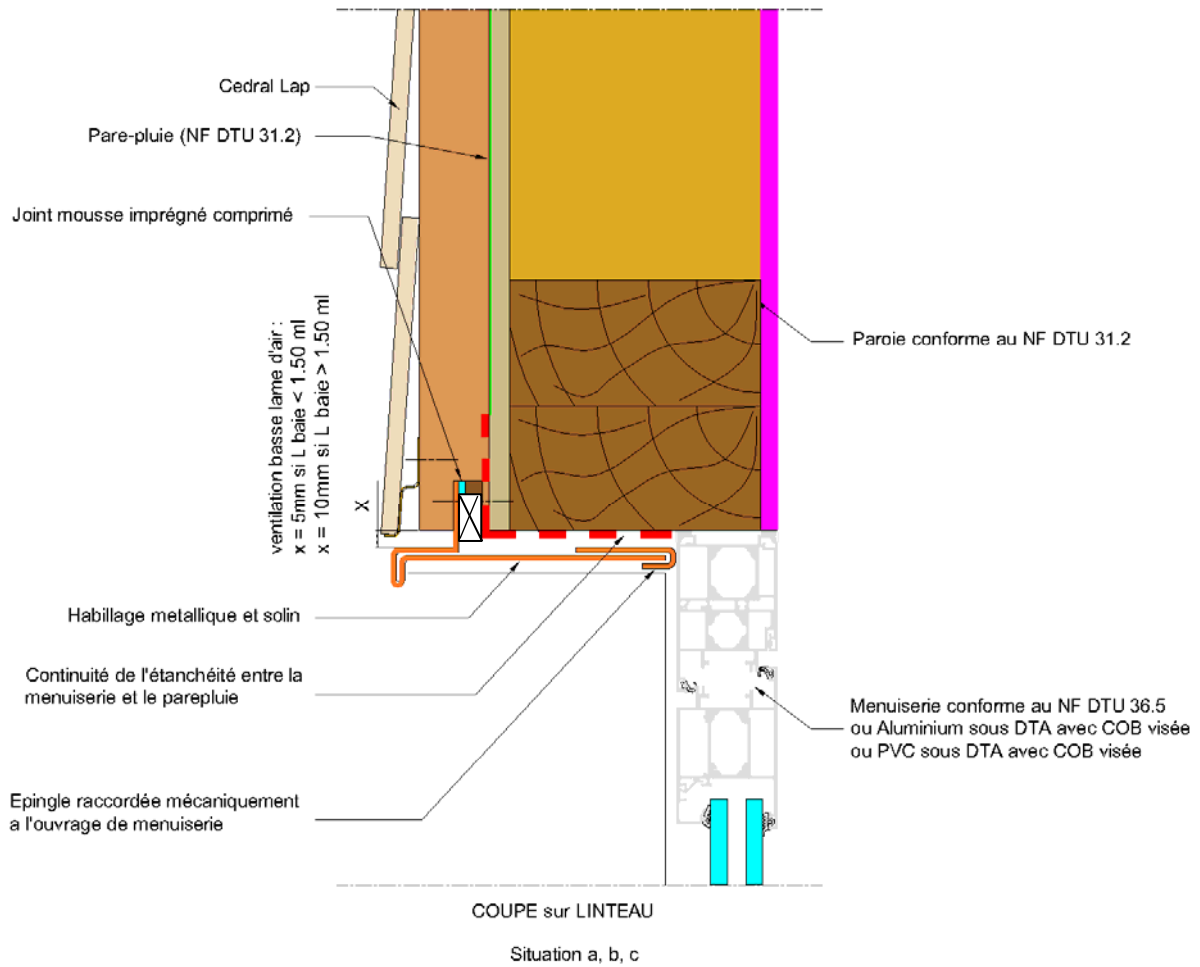 Cedral Lap
Pare-pluie (NF DTU 31.2)
Joint mousse imprégné comprimé
ventilation basse lame d'air :
x = 5mm si L baie < 1.50 ml
x = 10mm si L baie > 1.50 ml
X
Paroie conforme au NF DTU 31.2
Habillage metallique et solin
Continuité de l'étanchéité entre la
menuiserie et le parepluie
Menuiserie conforme au NF DTU 36.5
ou Aluminium sous DTA avec COB visée
ou PVC sous DTA avec COB visée
Epingle raccordée mécaniquement
a l'ouvrage de menuiserie
COUPE sur LINTEAU
Situation a, b, c